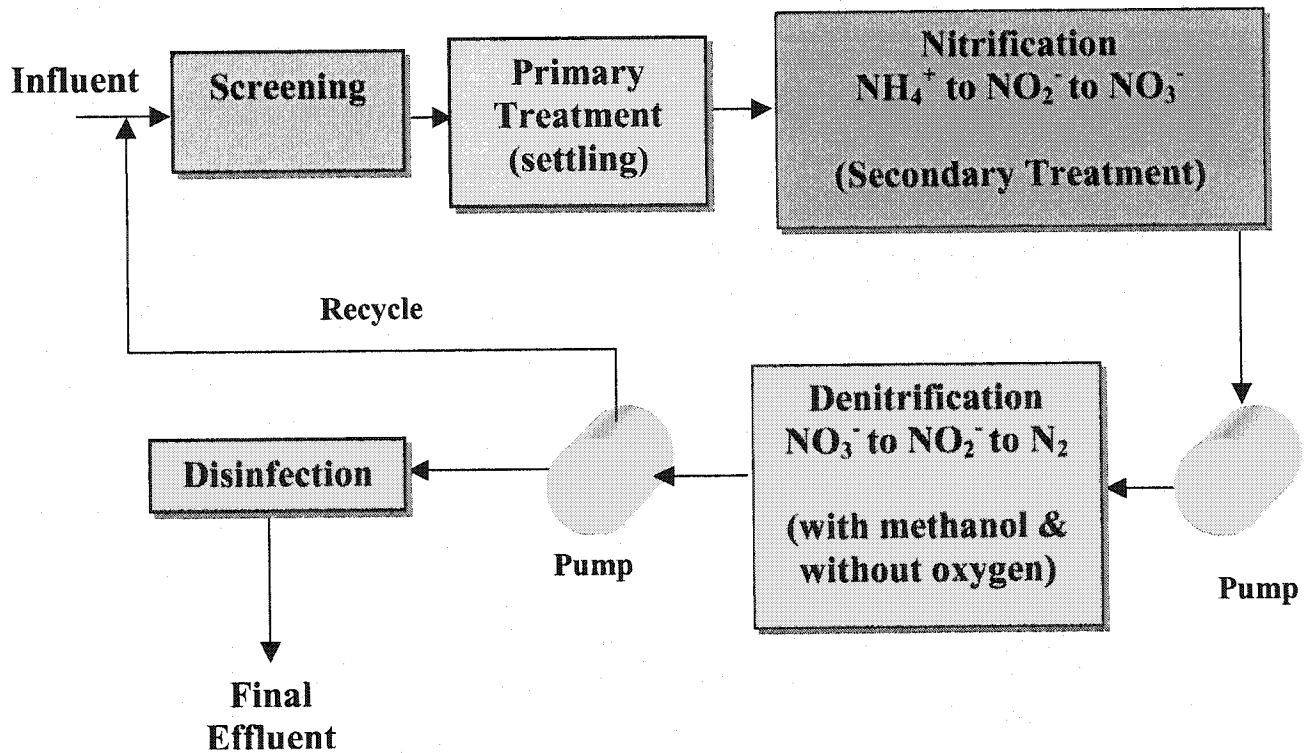 Influent
Screening
Primary
Treatment
(settling)
Nitrification
NH₄⁺ to NO₂⁻ to NO₃⁻
(Secondary Treatment)
Recycle
Denitrification
NO₃⁻ to NO₂⁻ to N₂
(with methanol &
without oxygen)
Disinfection
Pump
Pump
Final
Effluent